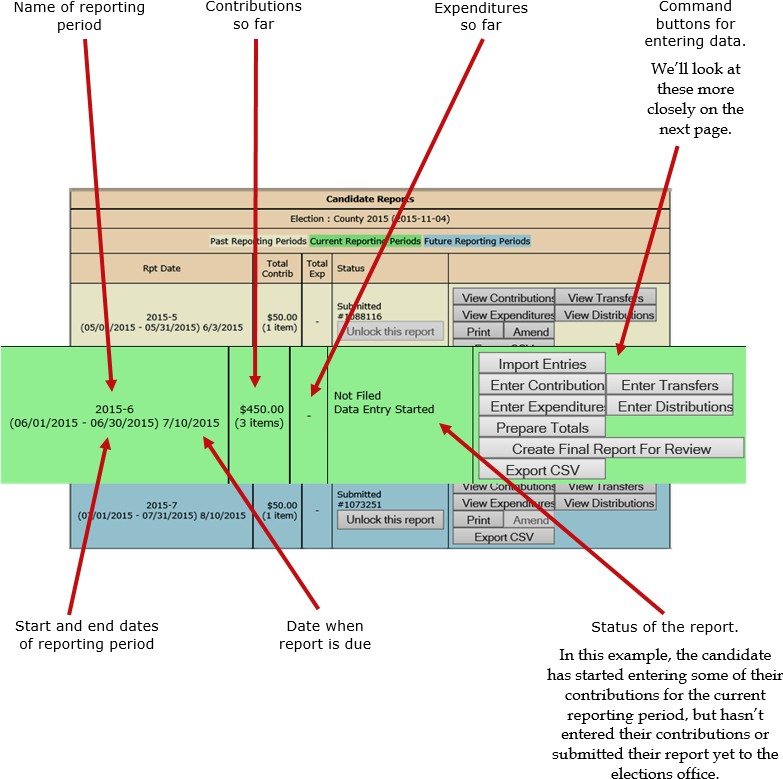 Name of reporting
period
Contributions
so far
Expenditures
so far
Command
buttons for
entering data.
We'll look at
these more
closely on the
next page.
Candidate Reports
Election : County 2015 (2015-11-04)
Past Reporting Periods Current Reporting Periods Future Reporting Periods
Rpt Date
Total
Contrib
Total
Exp
Status
2015-5
(05/01/2015 - 05/31/2015) 6/3/2015
$50.00
(1 item)
-
Submitted
#1088116
Unlock this report
View Contributions View Transfers
View Expenditures View Distributions
Print Amend
2015-6
(06/01/2015 - 06/30/2015) 7/10/2015
$450.00
(3 items)
-
Not Filed
Data Entry Started
Import Entries
Enter Contribution Enter Transfers
Enter Expenditure Enter Distributions
Prepare Totals
Create Final Report For Review
Export CSV
2015-7
(07/01/2015 - 07/31/2015) 8/10/2015
$50.00
(1 item)
-
Submitted
#1073251
Unlock this report
View Contributions View Transfers
View Expenditures View Distributions
Print Amend
Export CSV
Start and end dates
of reporting period
Date when
report is due
Status of the report.
In this example, the candidate
has started entering some of their
contributions for the current
reporting period, but hasn't
entered their contributions or
submitted their report yet to the
elections office.